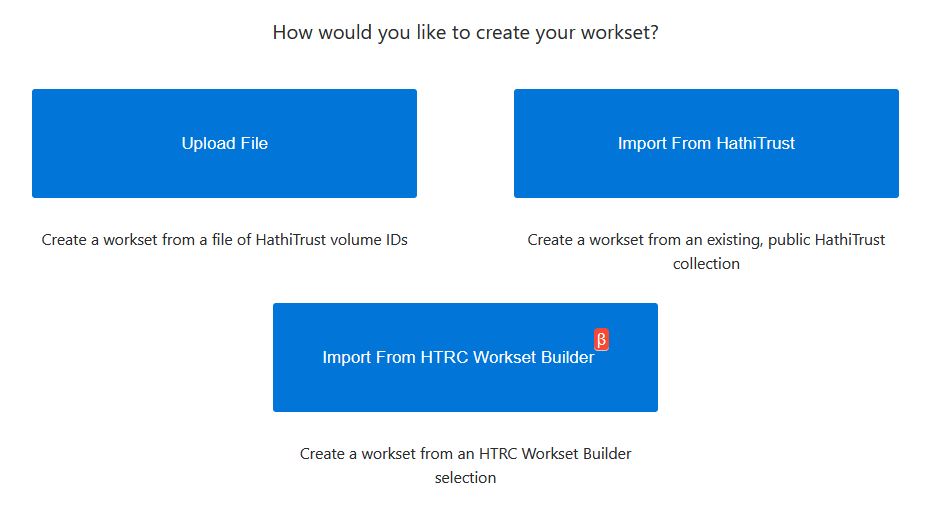 How would you like to create your workset?
Upload File
Import From HathiTrust
Create a workset from a file of HathiTrust volume IDs
Create a workset from an existing, public HathiTrust
collection
Import From HTRC Workset Builder β
Create a workset from an HTRC Workset Builder
selection